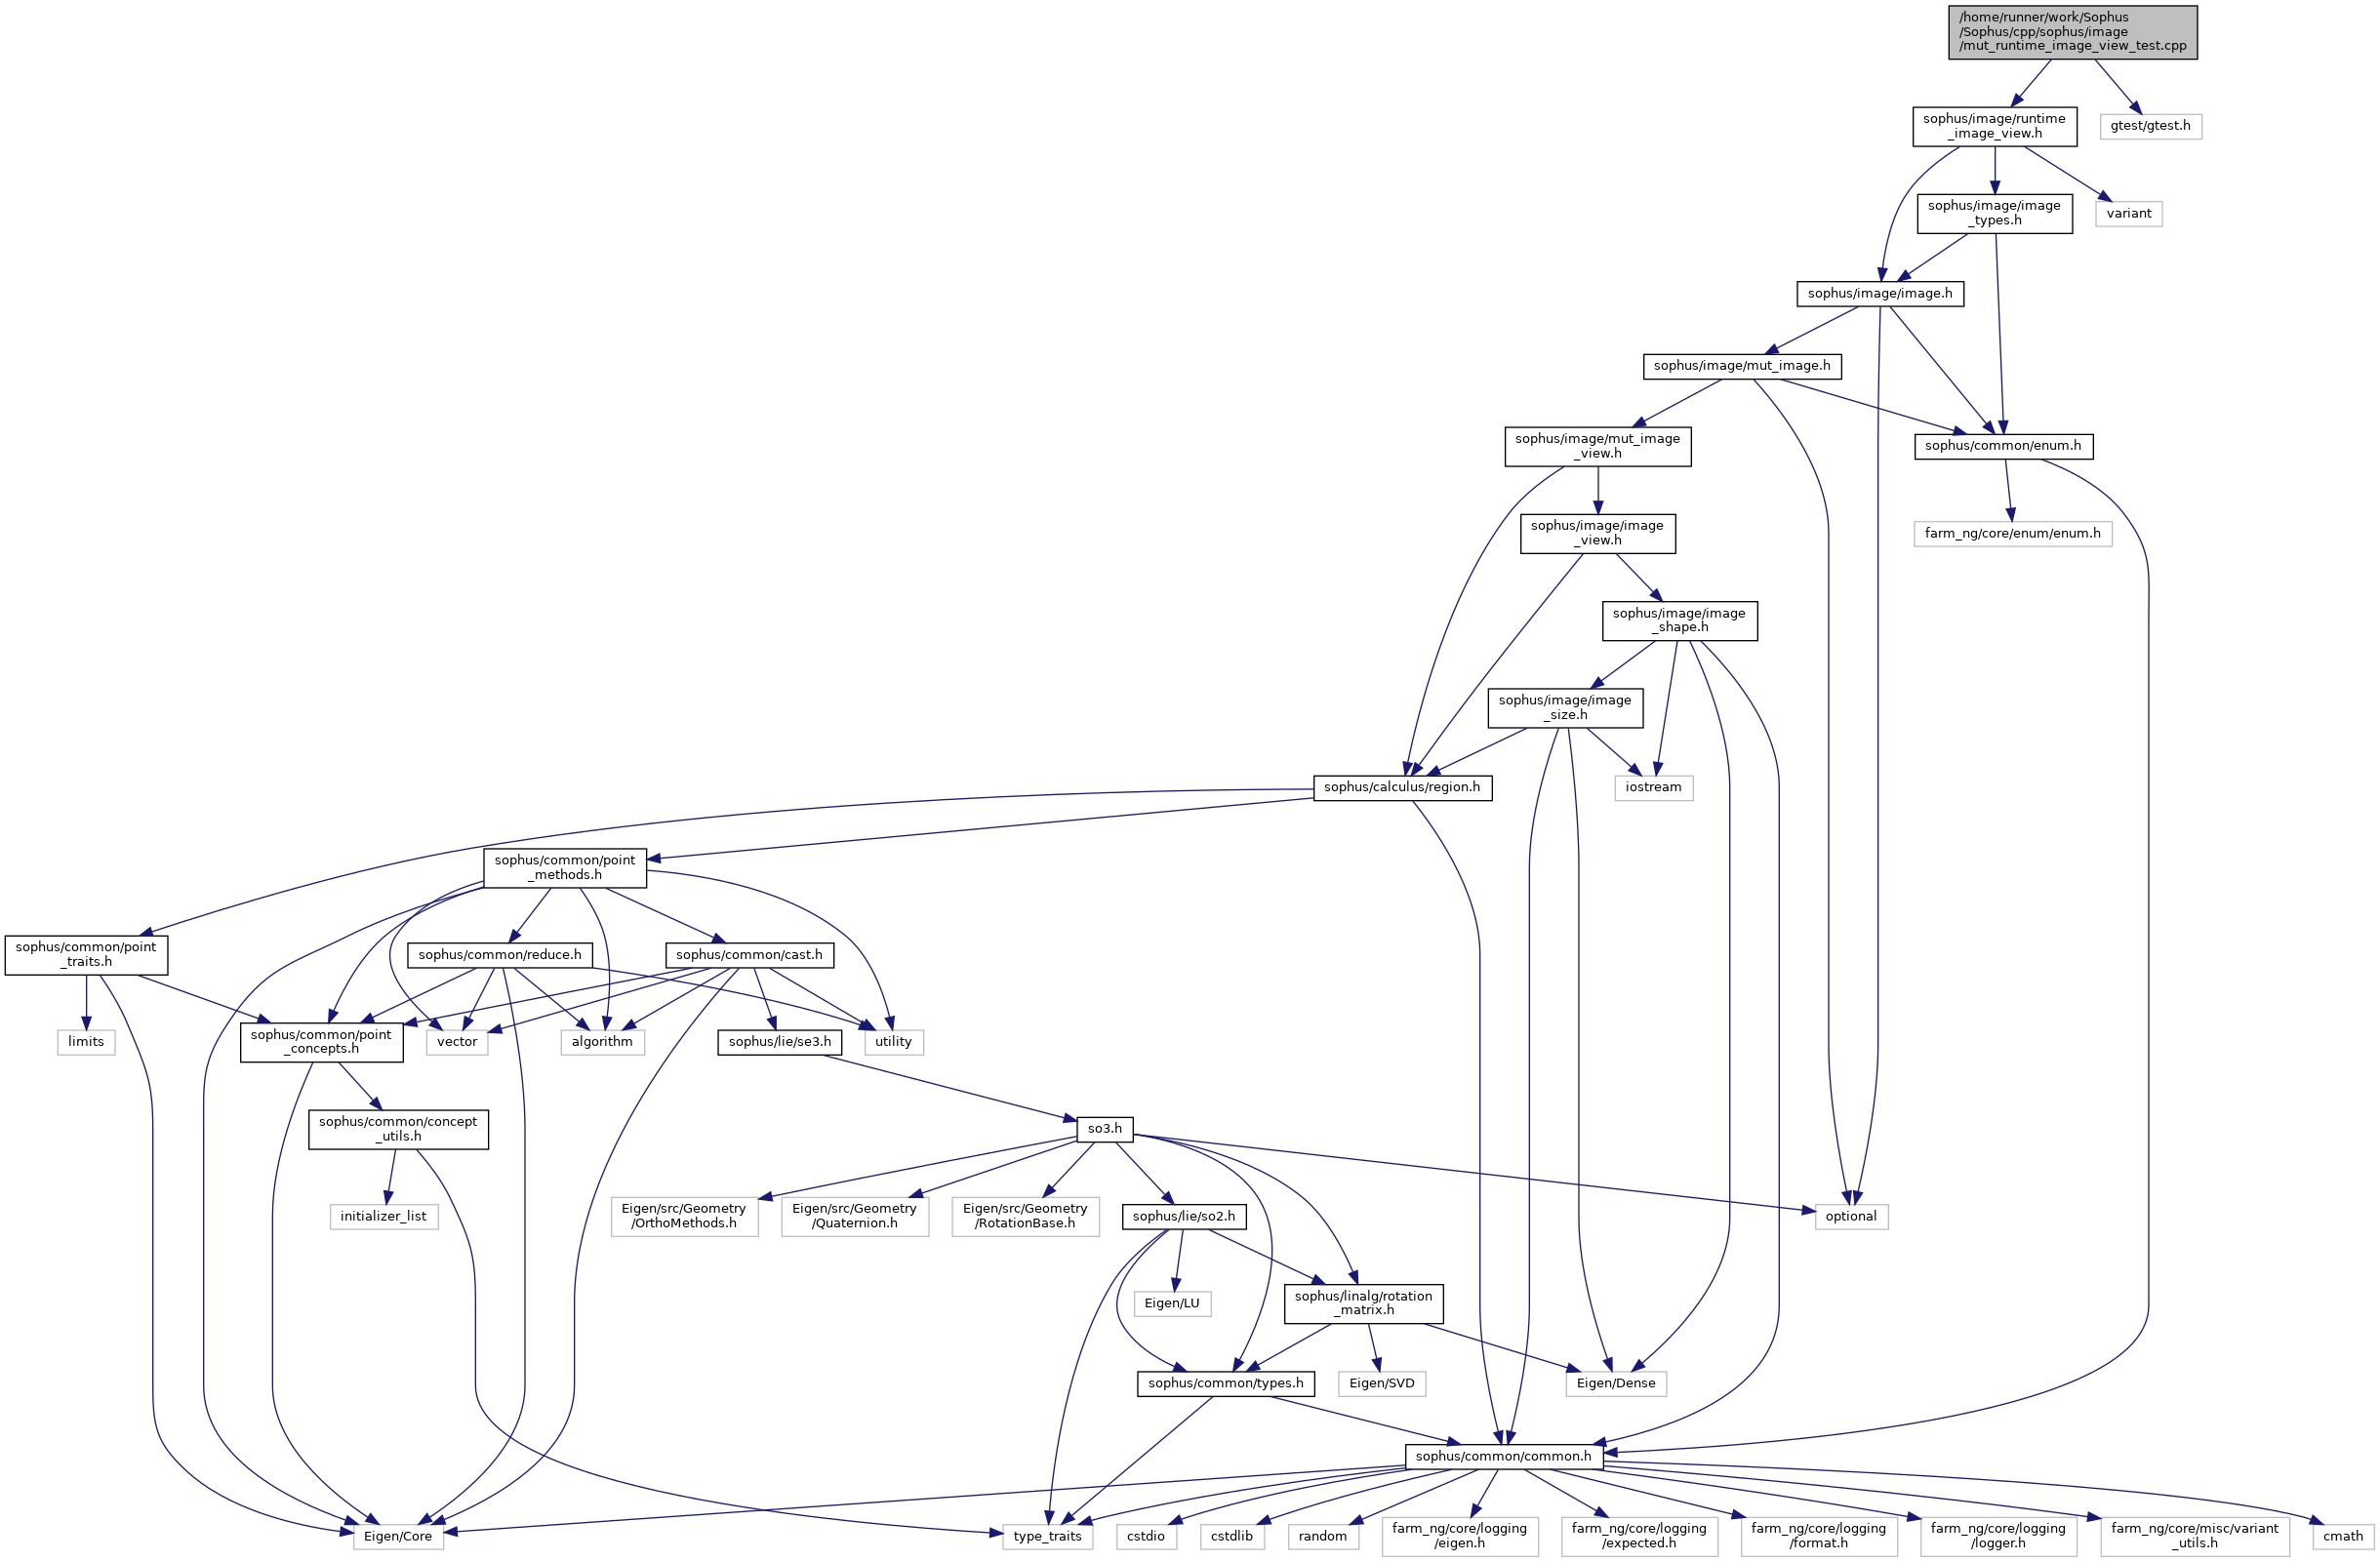 /home/runner/work/Sophus
/Sophus/cpp/sophus/image
/mut_runtime_image_view_test.cpp
sophus/image/runtime
_image_view.h
gtest/gtest.h
sophus/image/image
_types.h
variant
sophus/image/image.h
sophus/image/mut_image.h
sophus/image/mut_image
_view.h
sophus/common/enum.h
sophus/image/image
_view.h
farm_ng/core/enum/enum.h
sophus/image/image
_shape.h
sophus/image/image
_size.h
sophus/calculus/region.h
iostream
sophus/common/point
_methods.h
sophus/common/point
_traits.h
sophus/common/reduce.h
sophus/common/cast.h
limits
sophus/common/point
_concepts.h
vector
algorithm
sophus/lie/se3.h
utility
sophus/common/concept
_utils.h
so3.h
initializer_list
Eigen/src/Geometry
/OrthoMethods.h
Eigen/src/Geometry
/Quaternion.h
Eigen/src/Geometry
/RotationBase.h
sophus/lie/so2.h
optional
Eigen/LU
sophus/linalg/rotation
_matrix.h
sophus/common/types.h
Eigen/SVD
Eigen/Dense
sophus/common/common.h
Eigen/Core
type_traits
cstdio
cstdlib
random
farm_ng/core/logging
/eigen.h
farm_ng/core/logging
/expected.h
farm_ng/core/logging
/format.h
farm_ng/core/logging
/logger.h
farm_ng/core/misc/variant
_utils.h
cmath